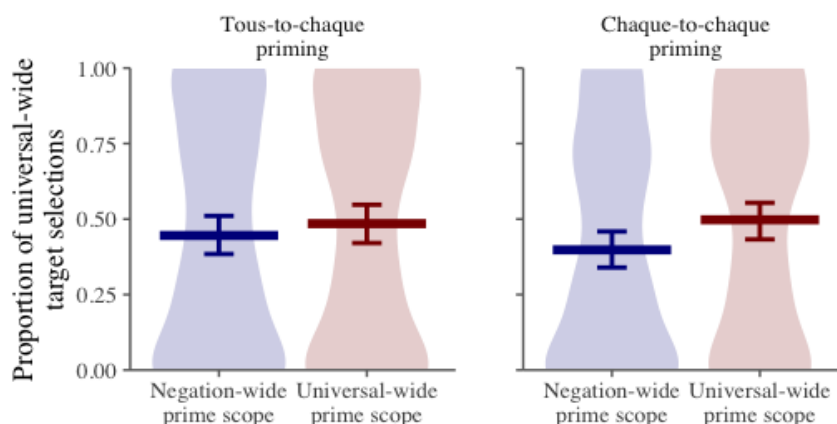 Tous-to-chaque
priming
Chaque-to-chaque
priming
Proportion of universal-wide
target selections
1.00
0.75
0.50
0.25
0.00
Negation-wide
prime scope
Universal-wide
prime scope
Negation-wide
prime scope
Universal-wide
prime scope